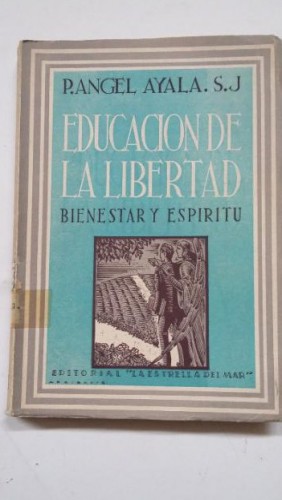 P. ANGEL AYALA. S.J
EDUCACION DE
LA LIBERTAD
BIENESTAR Y ESPIRITU
EDITORIAL "LA ESTRELLA DEL MAR"